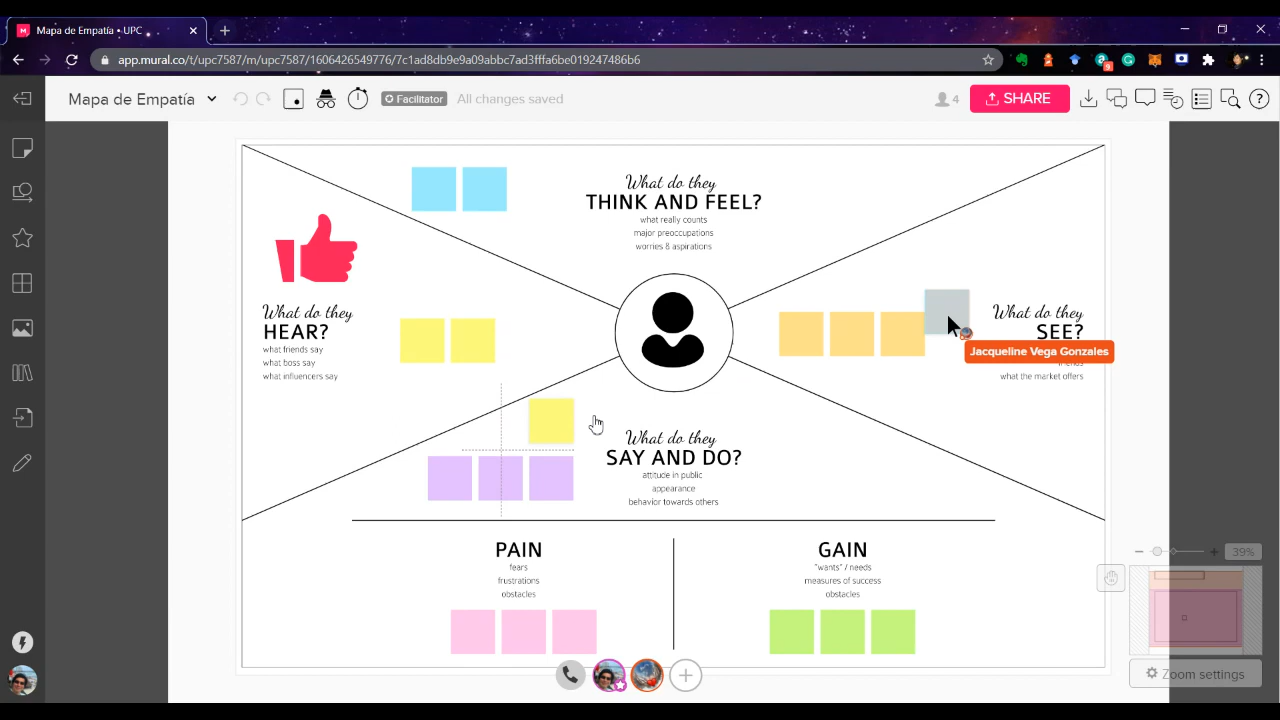 Mapa de Empatía • UPC
app.mural.co/t/upc7587/m/upc7587/1606426549776/7c1ad8db9e9a09abbc7ad3fffa6be019247486b6
9
Mapa de Empatía
Facilitator
All changes saved
4
SHARE
What do they
THINK AND FEEL?
what really counts
major preoccupations
worries & aspirations
What do they
HEAR?
what friends say
what boss say
what influencers say
What do they
SEE?
Jacqueline Vega Gonzales
friends
what the market offers
What do they
SAY AND DO?
attitude in public
appearance
behavior towards others
PAIN
fears
frustrations
obstacles
GAIN
"wants" / needs
measures of success
obstacles
39%
Zoom settings